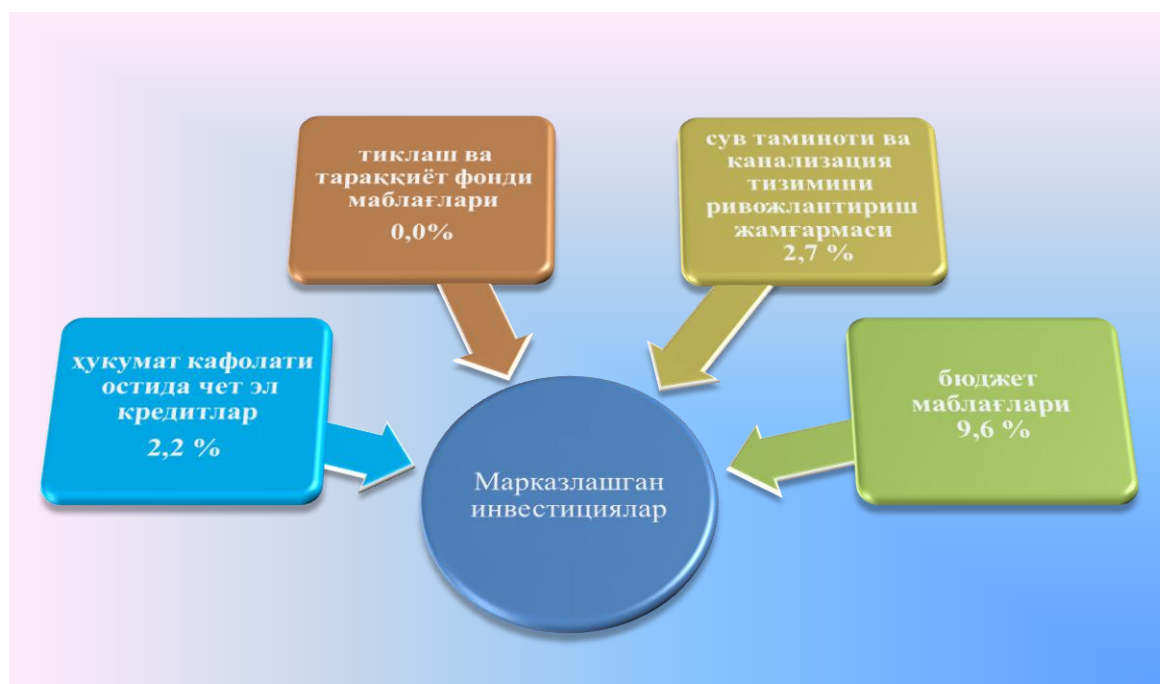 тиклаш ва
тараққиёт фонди
маблағлари
0,0%
сув таминоти ва
канализация
тизимини
ривожлантириш
жамғармаси
2,7 %
ҳукумат кафолати
остида чет эл
кредитлар
2,2 %
бюджет
маблағлари
9,6 %
Марказлашган
инвестициялар